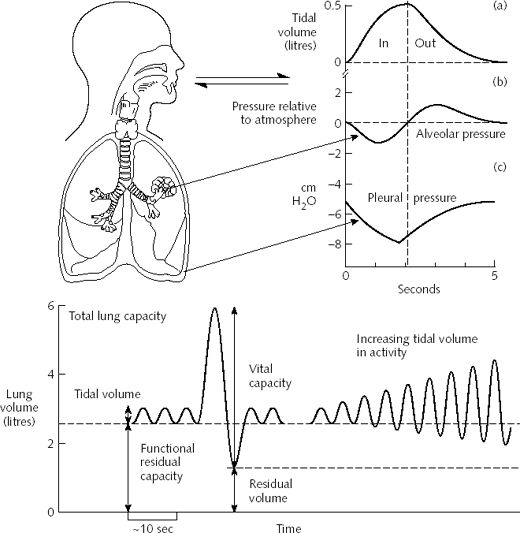 Tidal
volume
(litres)
0.5
0
In
Out
(a)
Pressure relative
to atmosphere
2
0
−2
(b)
Alveolar pressure
(c)
cm
H₂O
−4
−6
−8
Pleural pressure
0
5
Seconds
6
4
2
0
Lung
volume
(litres)
Total lung capacity
Tidal volume
Functional
residual
capacity
Vital
capacity
Residual
volume
Increasing tidal volume
in activity
~10 sec
Time